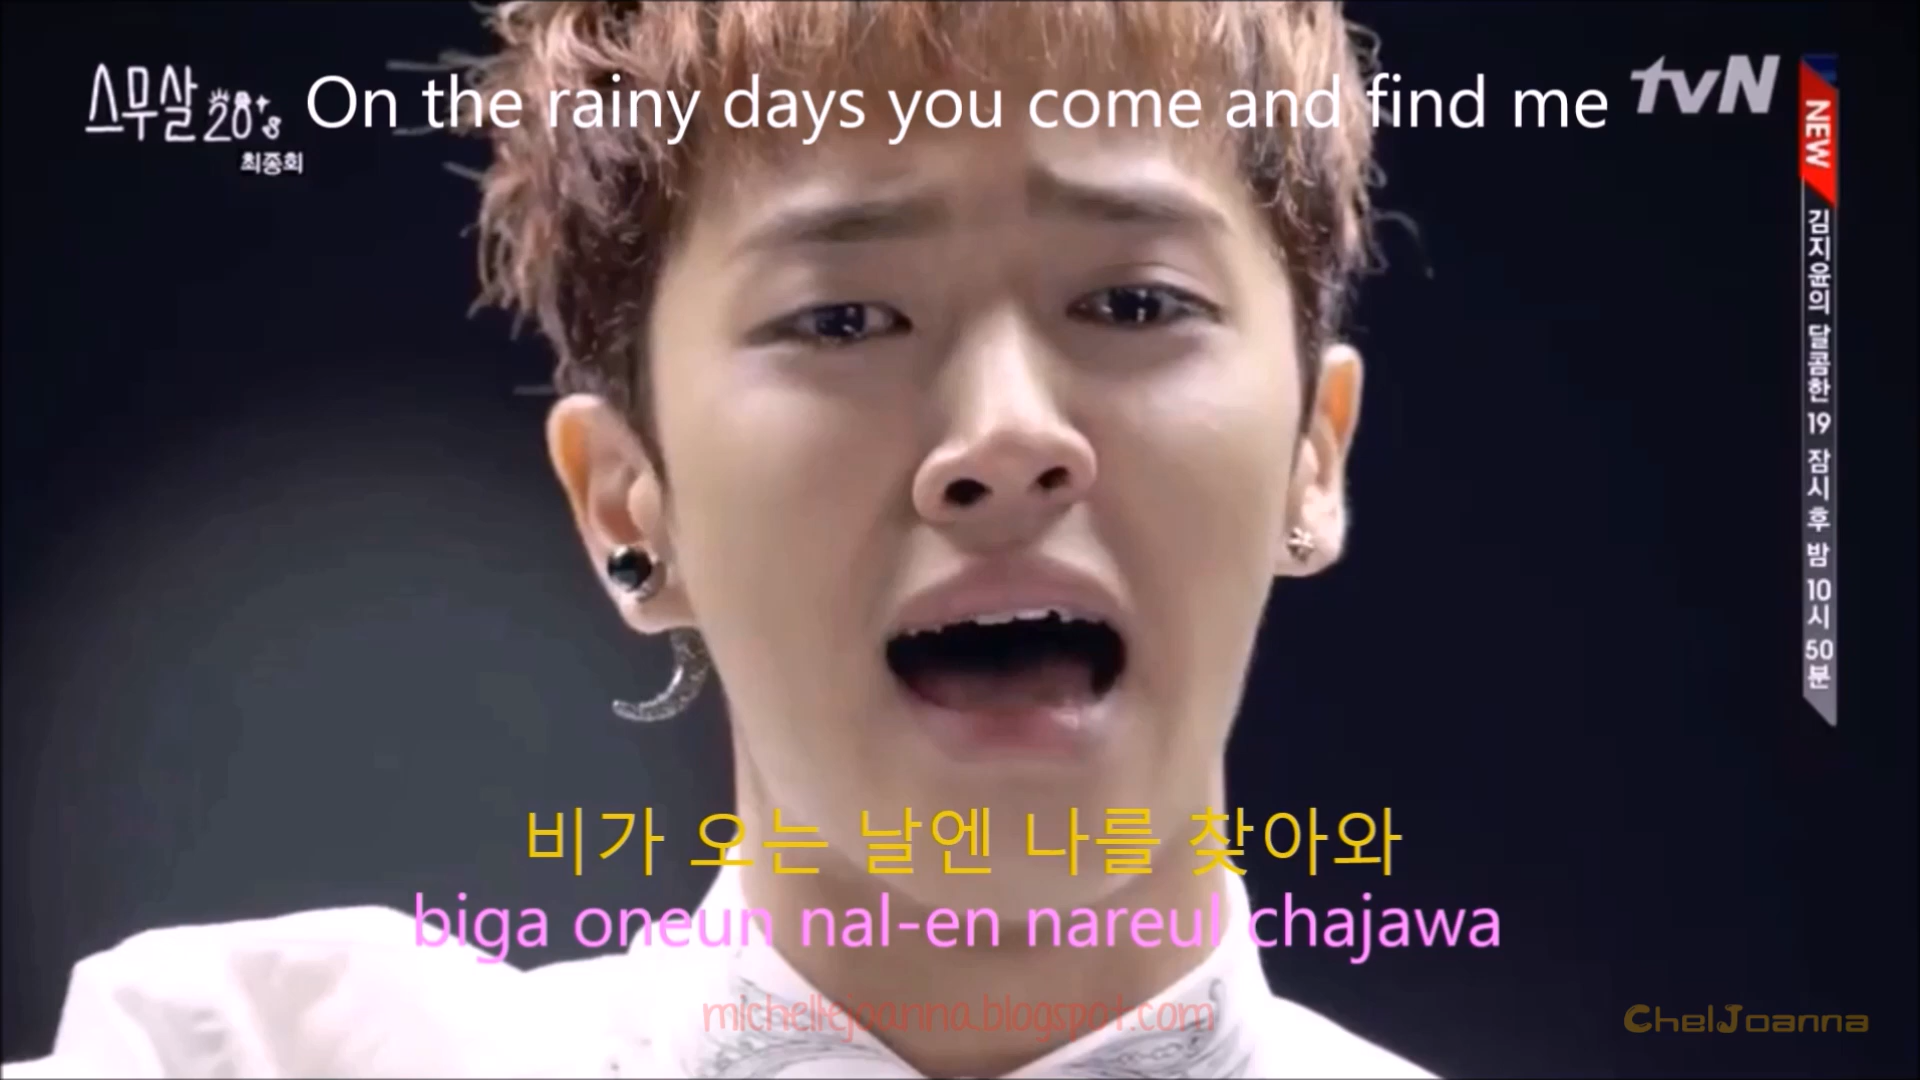 스무살 20's
최종회
On the rainy days you come and find me
tvN
NEW
김지윤의 달콤한 19 잠시 후 밤 10시 50분
비가 오는 날엔 나를 찾아와
biga oneun nal-en nareul chajawa
michellejoanna.blogspot.com
ChelJoanna